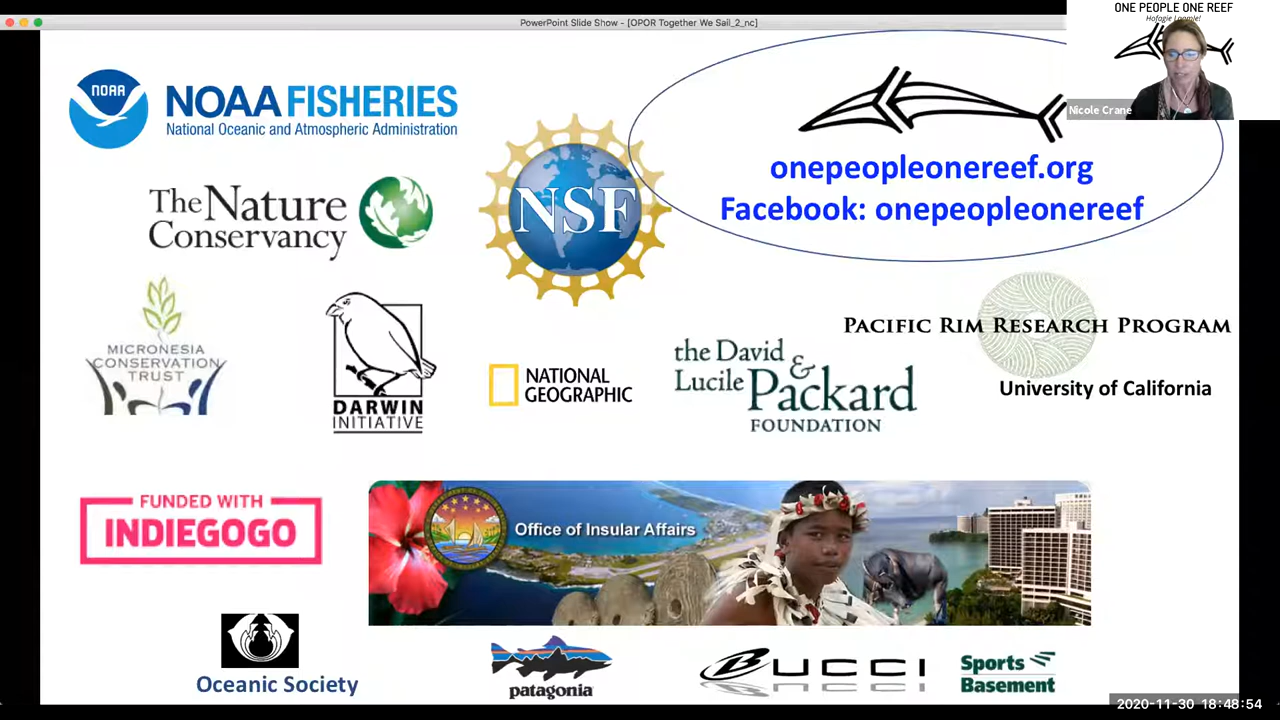 PowerPoint Slide Show - [OPOR Together We Sail_2_nc]
ONE PEOPLE ONE REEF
Hofagie Laamle!
Nicole Crane
NOAA
NOAA FISHERIES
National Oceanic and Atmospheric Administration
onepeopleonereef.org
Facebook: onepeopleonereef
The Nature
Conservancy
NSF
MICRONESIA
CONSERVATION
TRUST
DARWIN
INITIATIVE
NATIONAL
GEOGRAPHIC
the David
& Lucile
Packard
FOUNDATION
PACIFIC RIM RESEARCH PROGRAM
University of California
FUNDED WITH
INDIEGOGO
Office of Insular Affairs
Oceanic Society
patagonia
BUCCI
Sports
Basement
2020-11-30 18:48:54